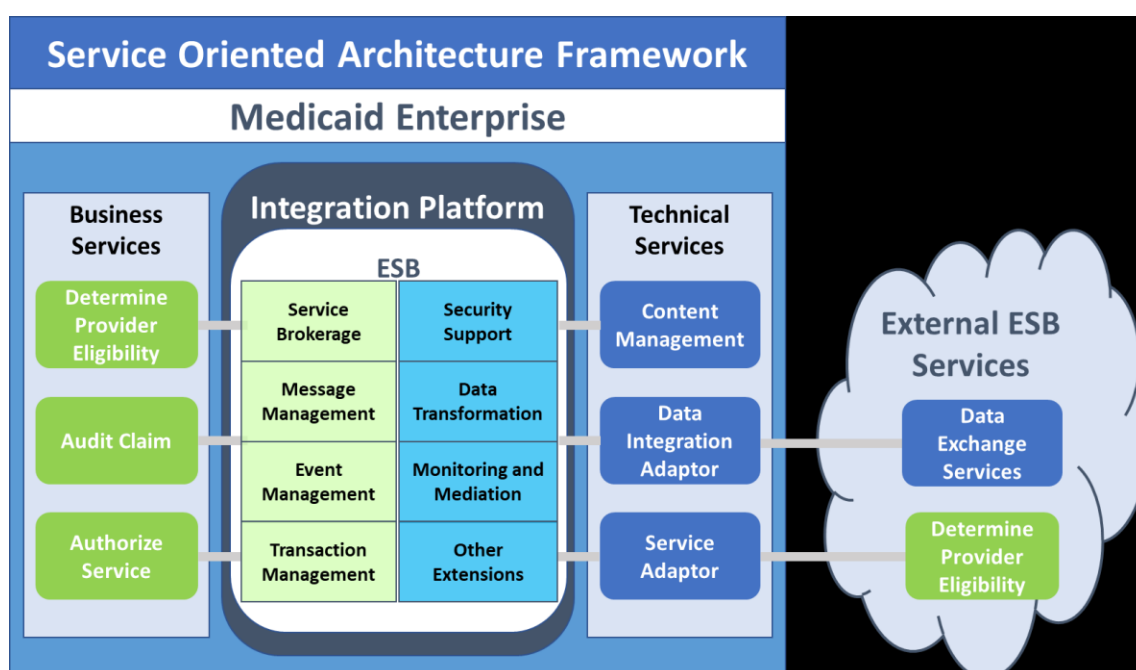 Service Oriented Architecture Framework
Medicaid Enterprise
Business
Services
Determine
Provider
Eligibility
Audit Claim
Authorize
Service
Integration Platform
ESB
Service
Brokerage
Security
Support
Message
Management
Data
Transformation
Event
Management
Monitoring and
Mediation
Transaction
Management
Other
Extensions
Technical
Services
Content
Management
Data
Integration
Adaptor
Service
Adaptor
External ESB
Services
Data
Exchange
Services
Determine
Provider
Eligibility